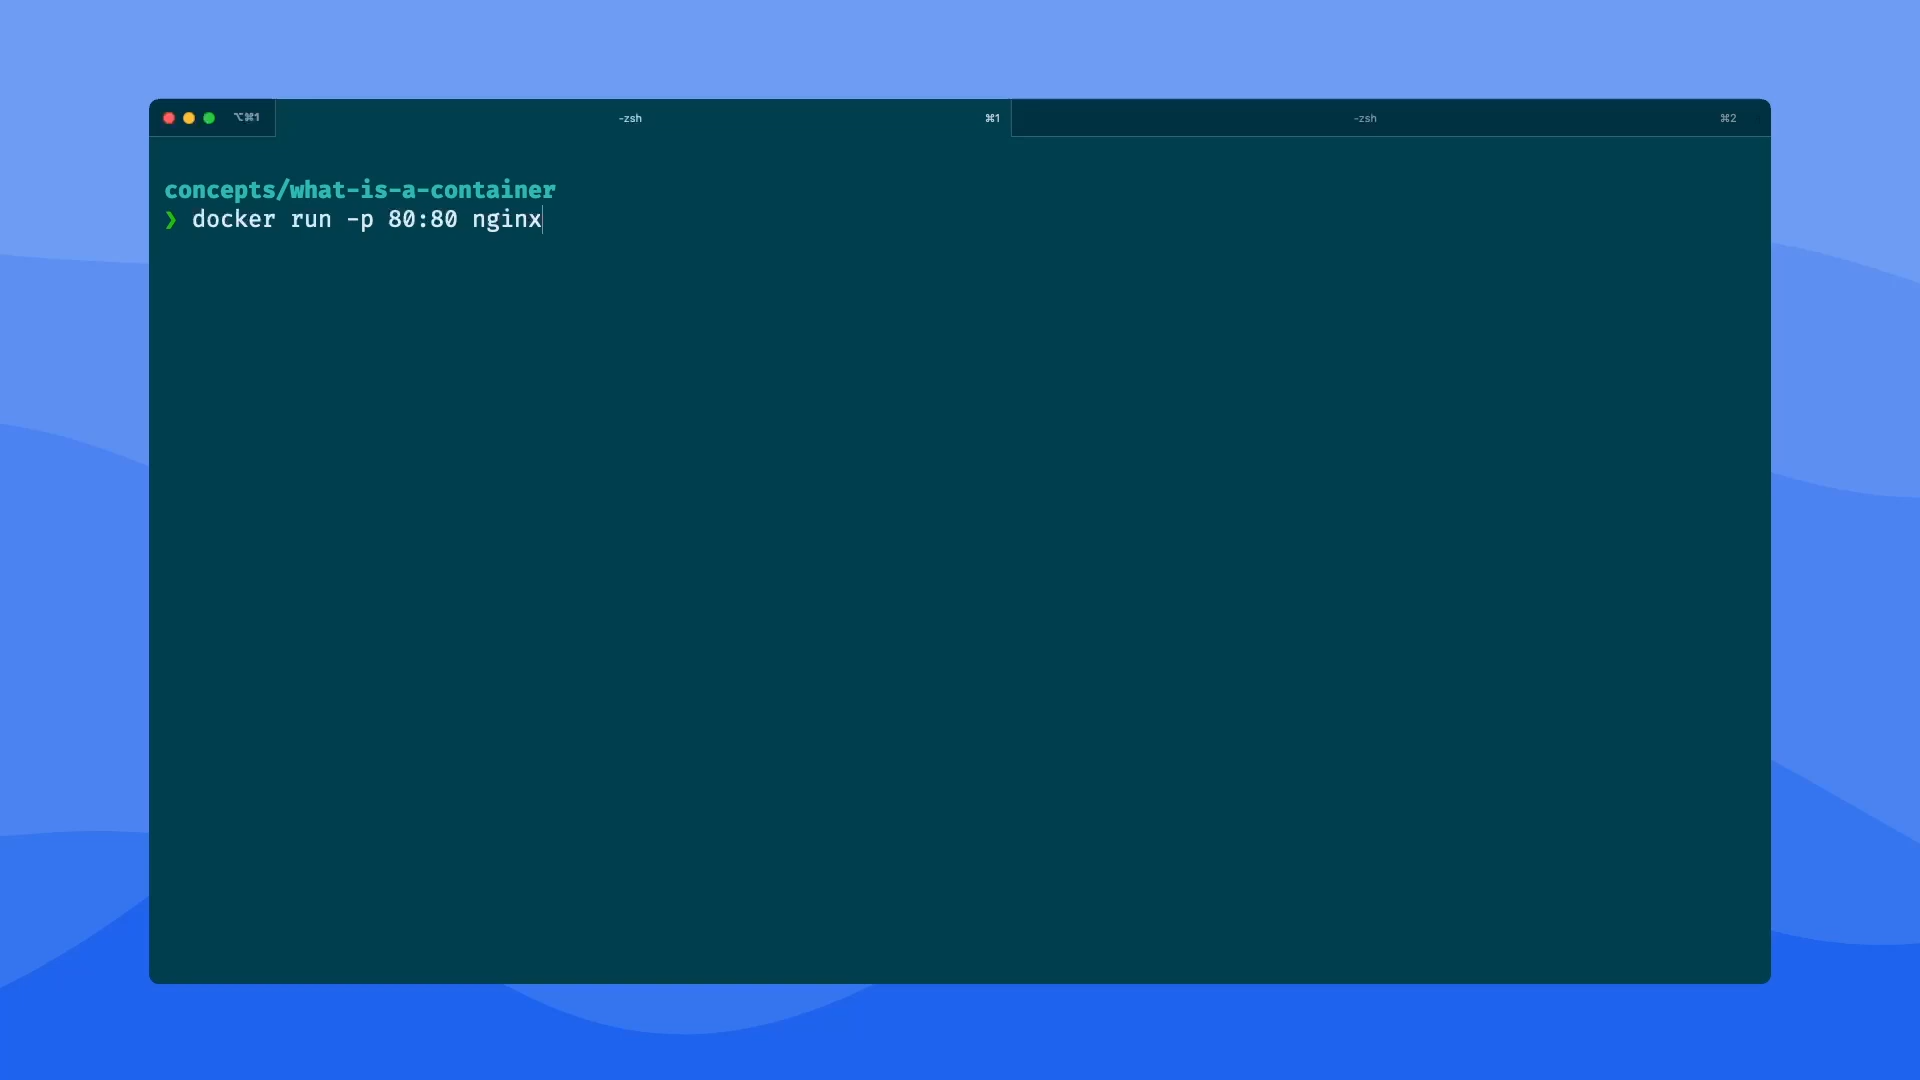 ⌥⌘1 -zsh ⌘1 -zsh ⌘2
concepts/what-is-a-container
❯ docker run -p 80:80 nginx